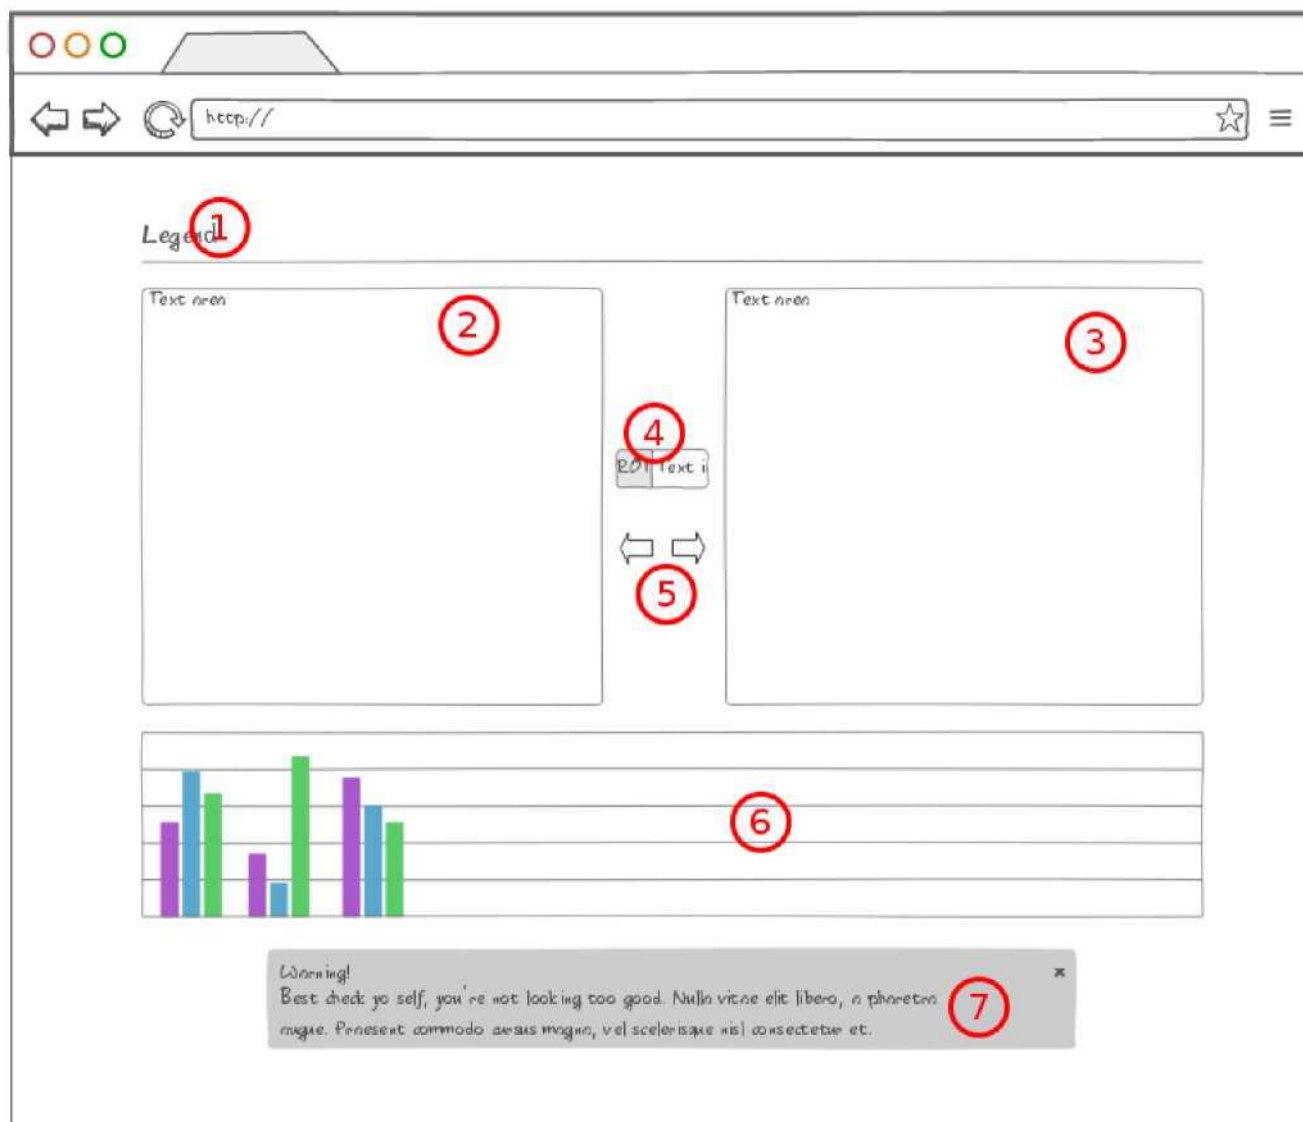 http://
Legend
1
Text area
2
Text area
3
4
ROT
Text i
5
6
Warning!
Best check yo self, you're not looking too good. Nulla vitae elit libero, a pharetra
augue. Praesent commodo cursus magna, vel scelerisque nisl consectetur et.
7